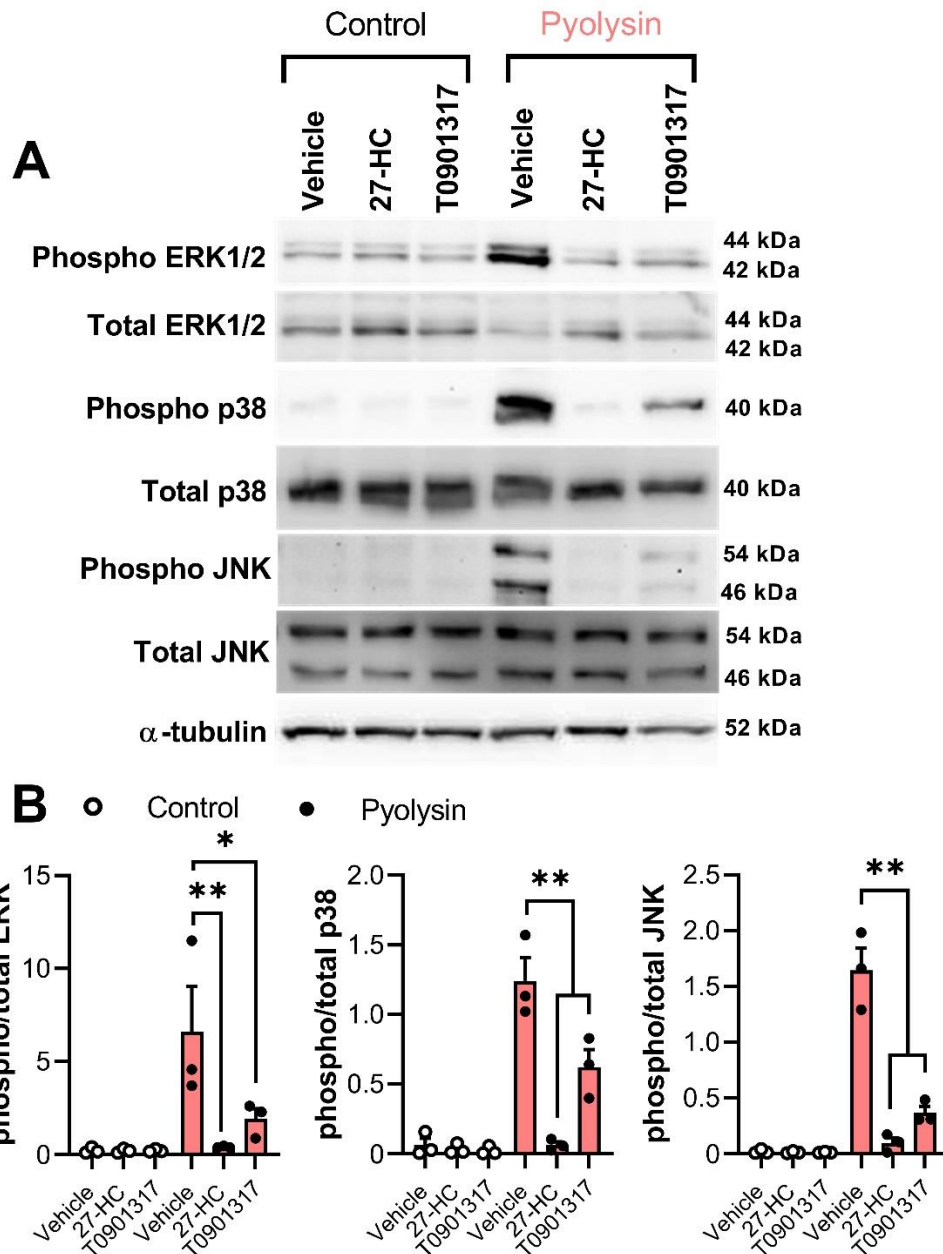 Control Pyolysin
A
Vehicle 27-HC T0901317 Vehicle 27-HC T0901317
Phospho ERK1/2 44 kDa
42 kDa
Total ERK1/2 44 kDa
42 kDa
Phospho p38 40 kDa
Total p38 40 kDa
Phospho JNK 54 kDa
46 kDa
Total JNK 54 kDa
46 kDa
α-tubulin 52 kDa
B Control Pyolysin
phospho/total ERK
15
10
5
0
* 
**
Vehicle 27-HC T0901317 Vehicle 27-HC T0901317
phospho/total p38
2.0
1.5
1.0
0.5
0
**
Vehicle 27-HC T0901317 Vehicle 27-HC T0901317
phospho/total JNK
2.5
2.0
1.5
1.0
0.5
0
**
Vehicle 27-HC T0901317 Vehicle 27-HC T0901317